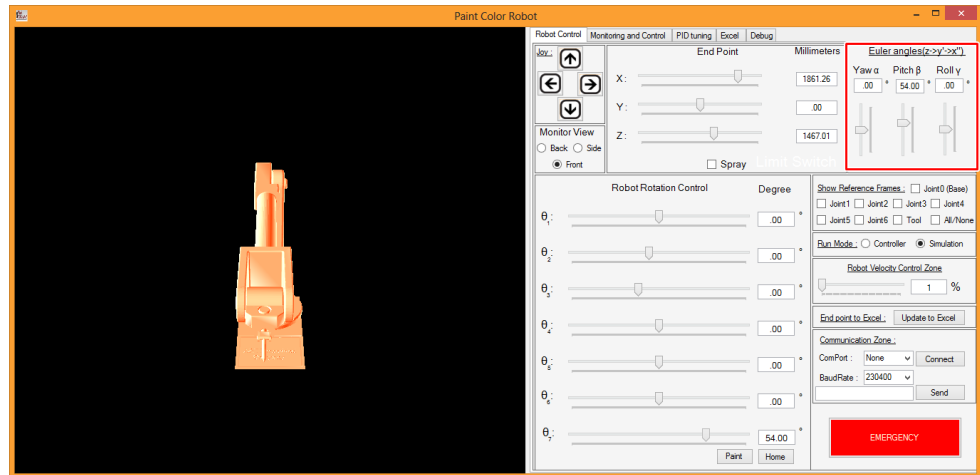 Paint Color Robot
Robot Control Monitoring and Control PID tuning Excel Debug
Joy :
End Point Millimeters
X : 1861.26
Y : .00
Z : 1467.01
Spray Limit Switch
Monitor View
Back Side
Front
Euler angles(z->y'->x'')
Yaw α Pitch β Roll γ
.00 ° 54.00 ° .00 °
Robot Rotation Control Degree
θ1: .00 °
θ2: .00 °
θ3: .00 °
θ4: .00 °
θ5: .00 °
θ6: .00 °
θ7: 54.00 °
Paint Home
Show Reference Frames : Joint0 (Base)
Joint1 Joint2 Joint3 Joint4
Joint5 Joint6 Tool All/None
Run Mode : Controller Simulation
Robot Velocity Control Zone
1 %
End point to Excel : Update to Excel
Communication Zone :
ComPort : None Connect
BaudRate : 230400
Send
EMERGENCY